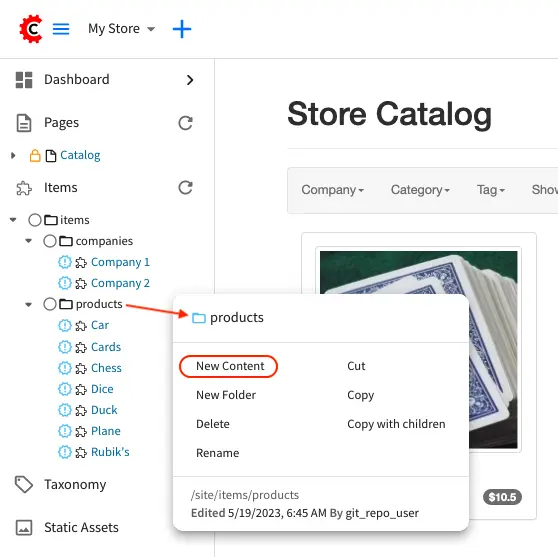 C
My Store
Dashboard
Pages
Catalog
Items
items
companies
Company 1
Company 2
products
Car
Cards
Chess
Dice
Duck
Plane
Rubik's
Taxonomy
Static Assets
Store Catalog
Company Category Tag Show
products
New Content Cut
New Folder Copy
Delete Copy with children
Rename
/site/items/products
Edited 5/19/2023, 6:45 AM By git_repo_user
$10.5